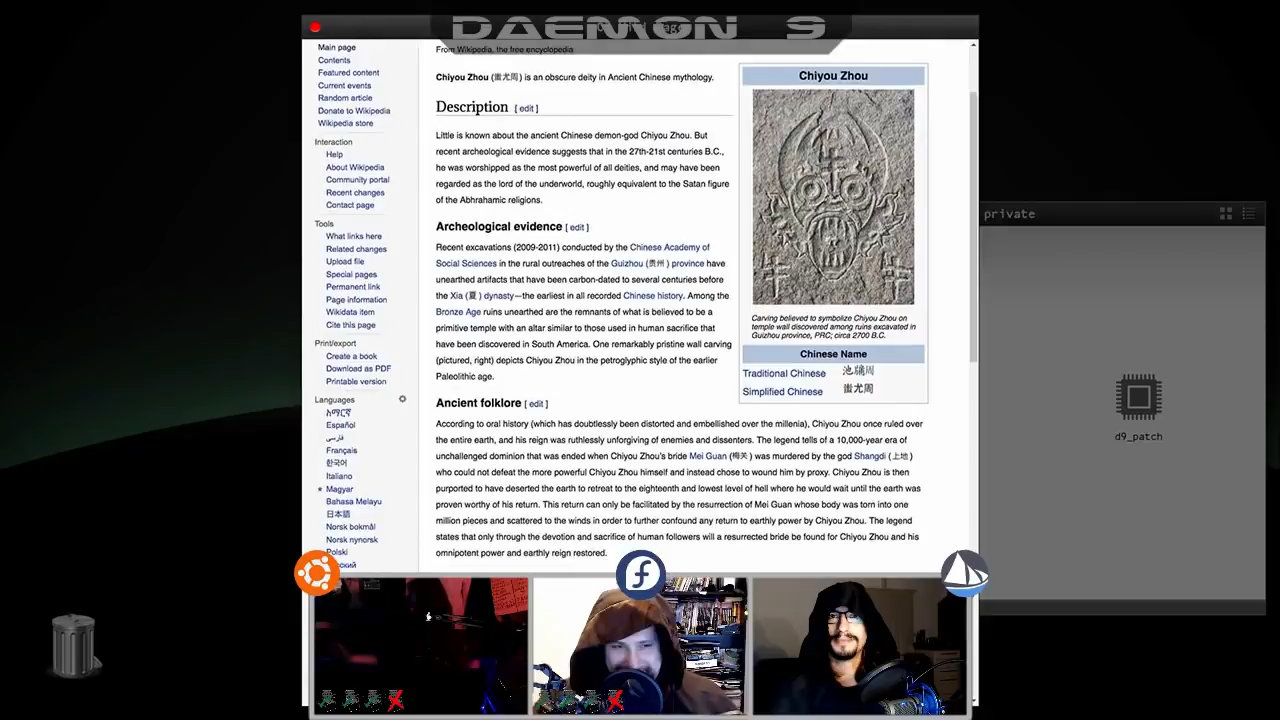 DAEMON 9
Main page
Contents
Featured content
Current events
Random article
Donate to Wikipedia
Wikipedia store
Interaction
Help
About Wikipedia
Community portal
Recent changes
Contact page
Tools
What links here
Related changes
Upload file
Special pages
Permanent link
Page information
Wikidata item
Cite this page
Print/export
Create a book
Download as PDF
Printable version
Languages
አማርኛ
Español
فارسی
Français
한국어
Italiano
Magyar
Bahasa Melayu
日本語
Norsk bokmål
Norsk nynorsk
Polski
From Wikipedia, the free encyclopedia
Chiyou Zhou (蚩尤周) is an obscure deity in Ancient Chinese mythology.
Description [ edit ]
Little is known about the ancient Chinese demon-god Chiyou Zhou. But
recent archeological evidence suggests that in the 27th-21st centuries B.C.,
he was worshipped as the most powerful of all deities, and may have been
regarded as the lord of the underworld, roughly equivalent to the Satan figure
of the Abhrahamic religions.
Archeological evidence [ edit ]
Recent excavations (2009-2011) conducted by the Chinese Academy of
Social Sciences in the rural outreaches of the Guizhou (贵州) province have
unearthed artifacts that have been carbon-dated to several centuries before
the Xia (夏) dynasty—the earliest in all recorded Chinese history. Among the
Bronze Age ruins unearthed are the remnants of what is believed to be a
primitive temple with an altar similar to those used in human sacrifice that
have been discovered in South America. One remarkably pristine wall carving
(pictured, right) depicts Chiyou Zhou in the petroglyphic style of the earlier
Paleolithic age.
Ancient folklore [ edit ]
According to oral history (which has doubtlessly been distorted and embellished over the millenia), Chiyou Zhou once ruled over
the entire earth, and his reign was ruthlessly unforgiving of enemies and dissenters. The legend tells of a 10,000-year era of
unchallenged dominion that was ended when Chiyou Zhou's bride Mei Guan (梅关) was murdered by the god Shangdi (上地)
who could not defeat the more powerful Chiyou Zhou himself and instead chose to wound him by proxy. Chiyou Zhou is then
purported to have deserted the earth to retreat to the eighteenth and lowest level of hell where he would wait until the earth was
proven worthy of his return. This return can only be facilitated by the resurrection of Mei Guan whose body was torn into one
million pieces and scattered to the winds in order to further confound any return to earthly power by Chiyou Zhou. The legend
states that only through the devotion and sacrifice of human followers will a resurrected bride be found for Chiyou Zhou and his
omnipotent power and earthly reign restored.
Chiyou Zhou
Carving believed to symbolize Chiyou Zhou on
temple wall discovered among ruins excavated in
Guizhou province, PRC; circa 2700 B.C.
Chinese Name
Traditional Chinese
Simplified Chinese 蚩尤周
private
d9_patch